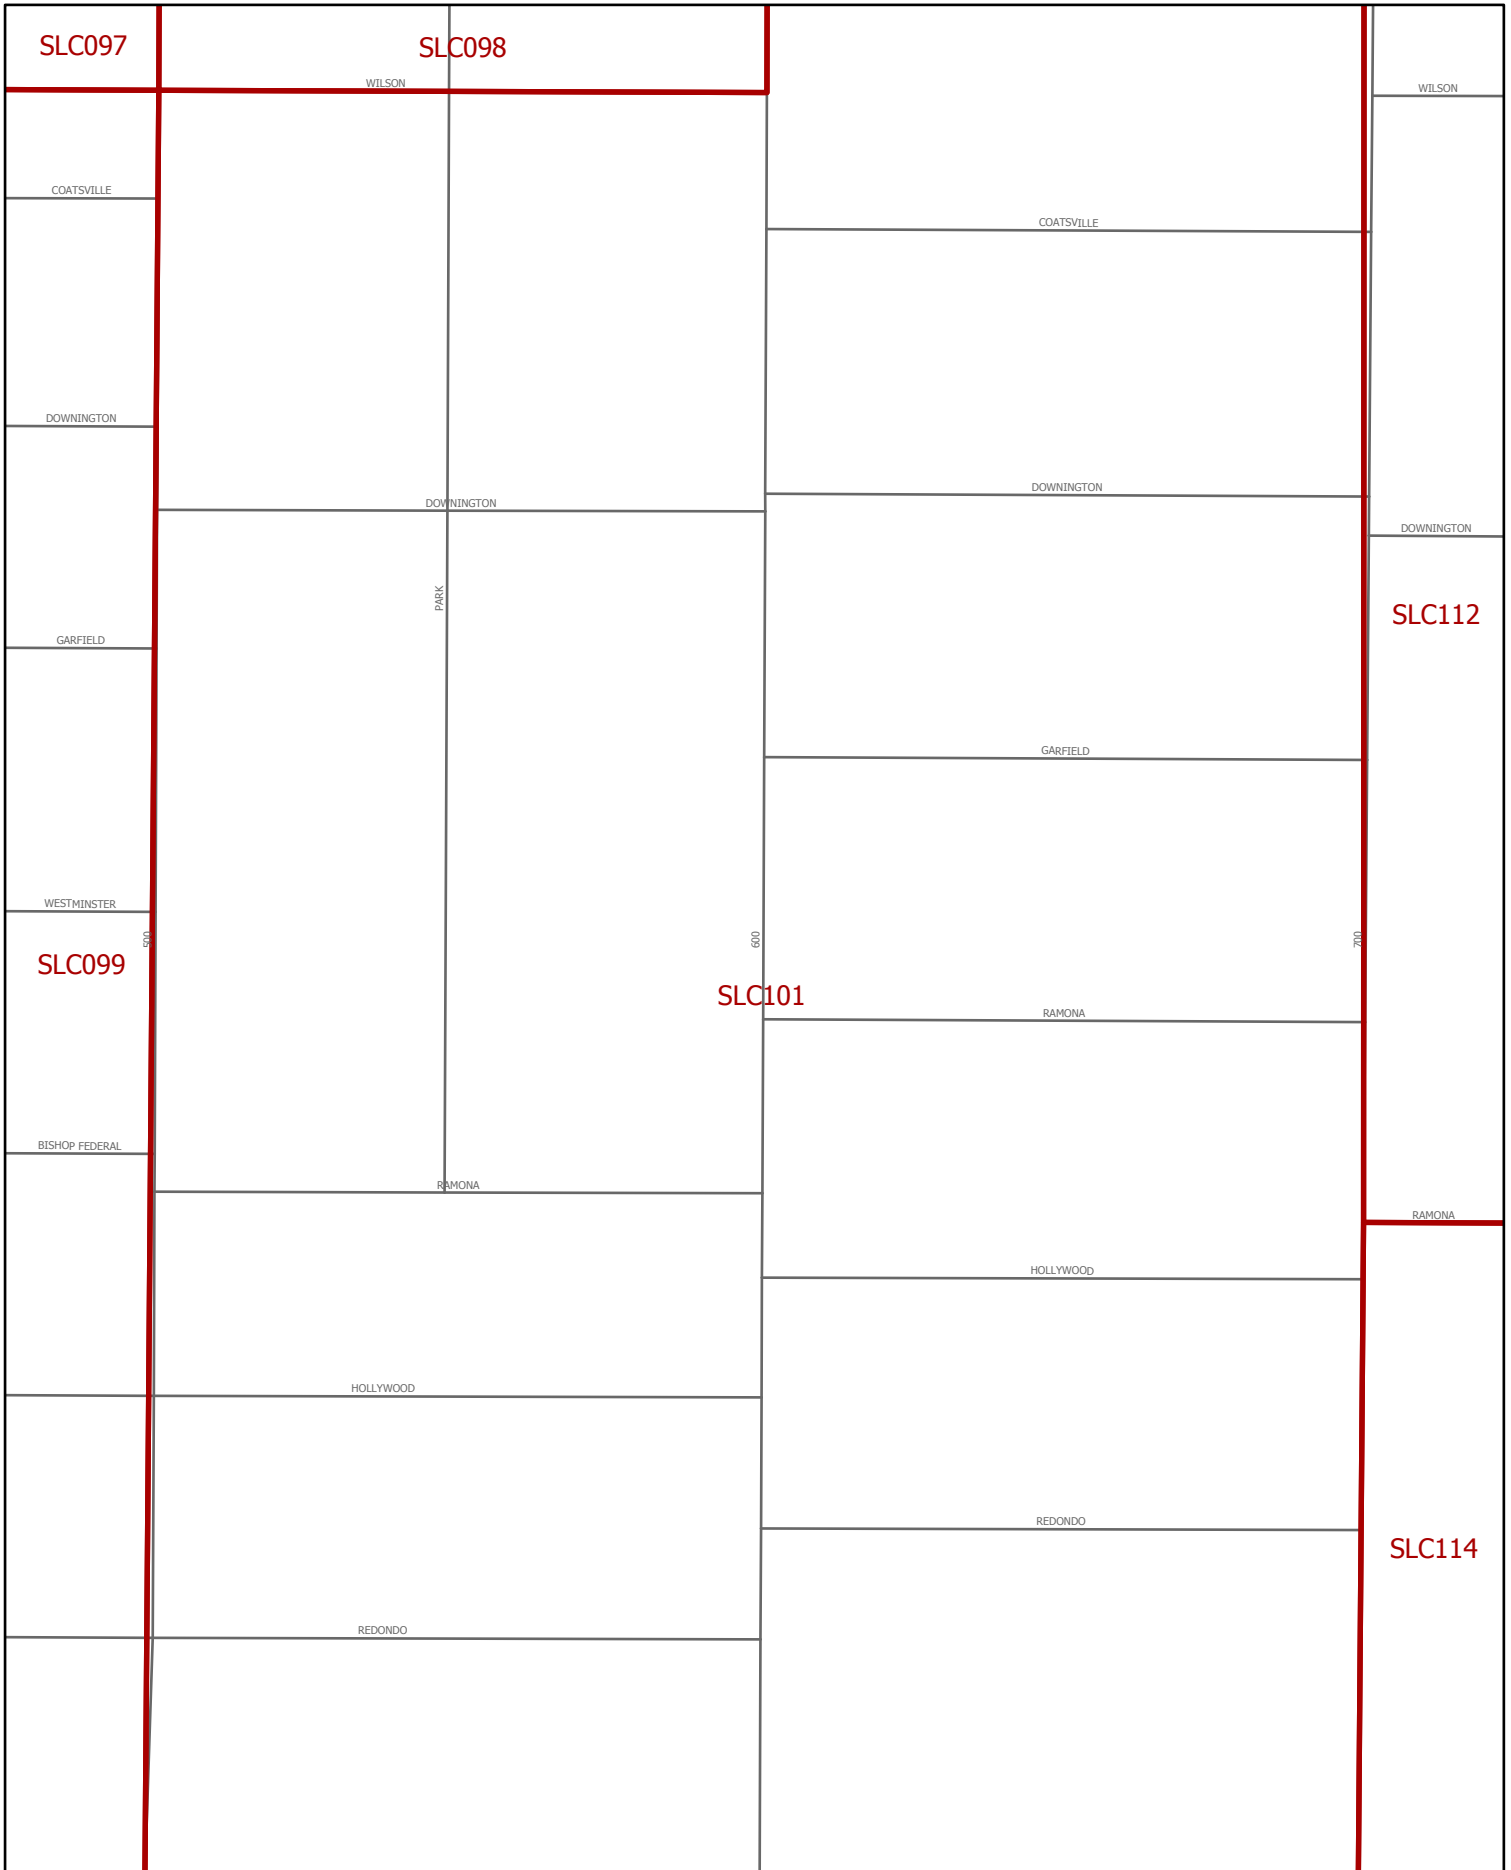 SLC097
SLC098
WILSON
WILSON
COATSVILLE
COATSVILLE
DOWNINGTON
DOWNINGTON
DOWNINGTON
DOWNINGTON
PARK
SLC112
GARFIELD
GARFIELD
WESTMINSTER
500
600
700
SLC099
SLC101
RAMONA
BISHOP FEDERAL
RAMONA
RAMONA
HOLLYWOOD
HOLLYWOOD
REDONDO
SLC114
REDONDO